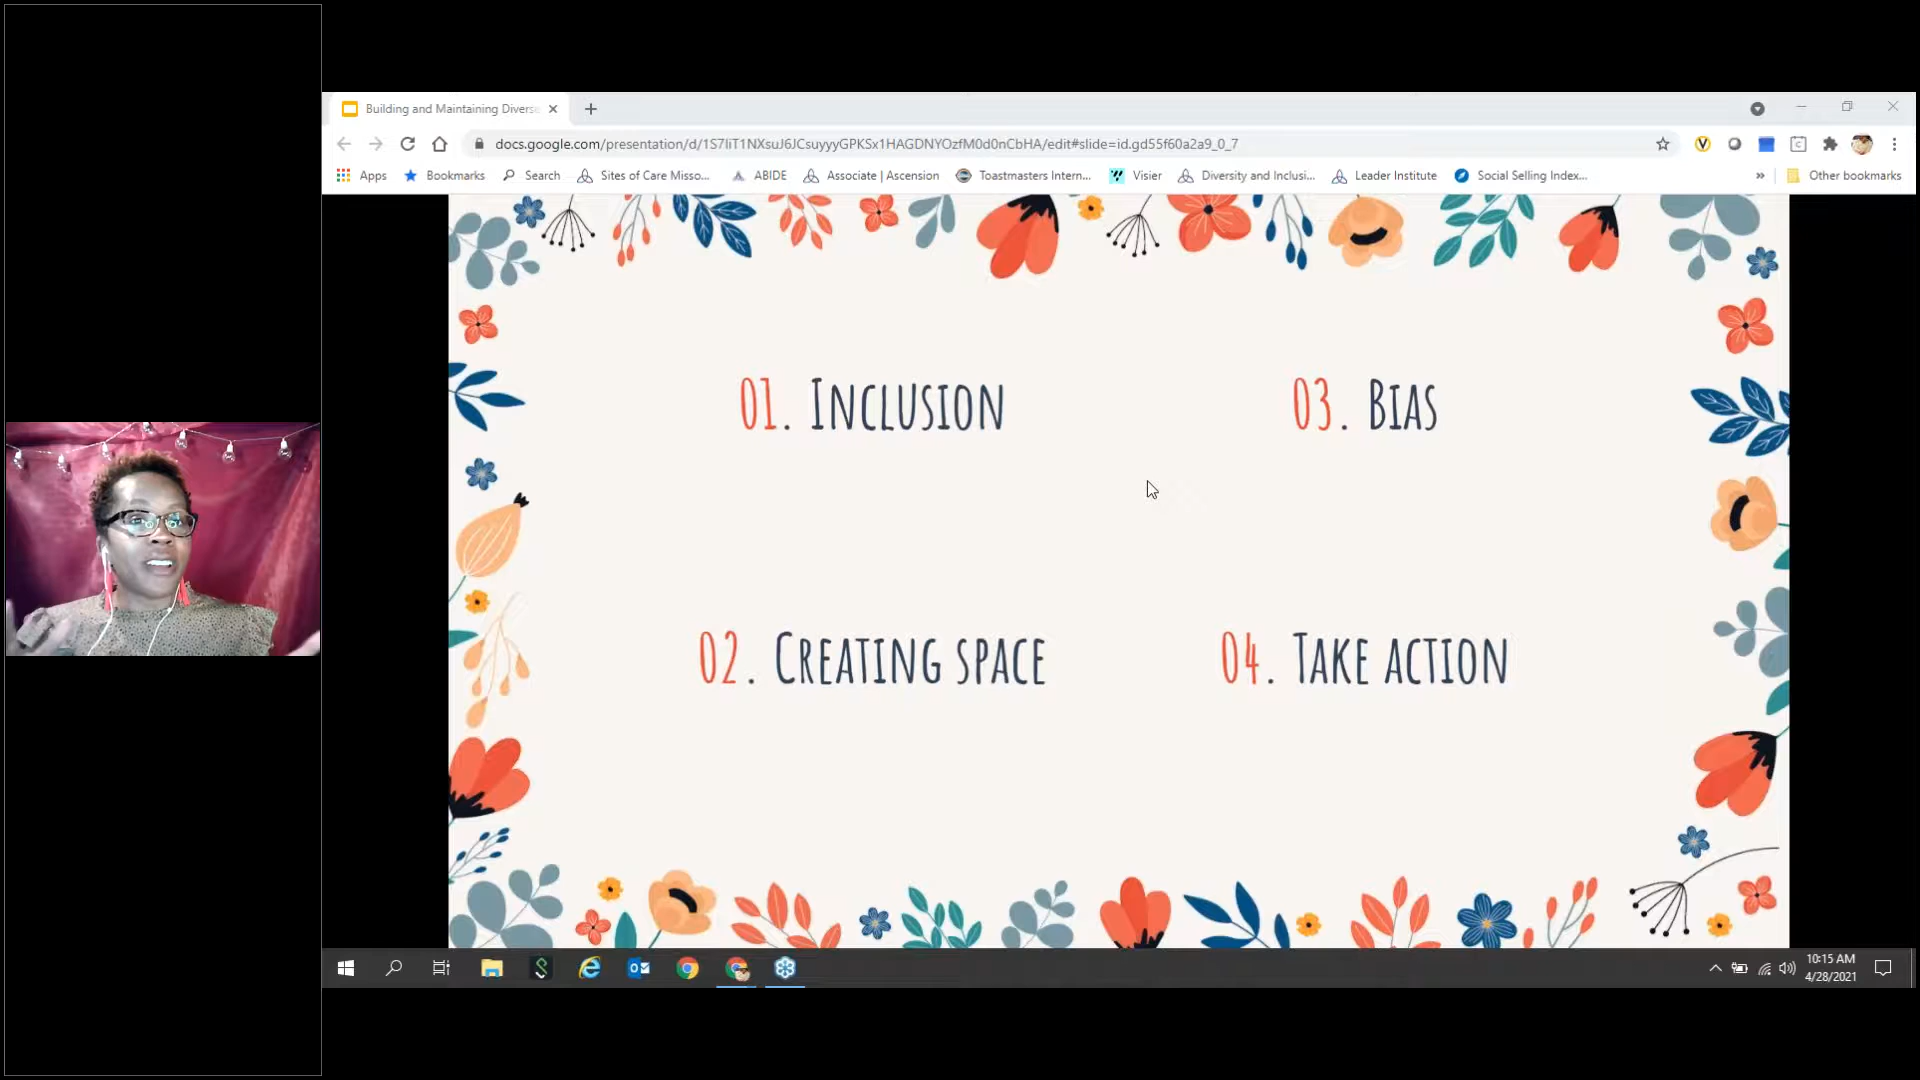 Building and Maintaining Diverse
docs.google.com/presentation/d/1S7IiT1NXsuJ6JCsuyyyGPKSx1HAGDNYOzfM0d0nCbHA/edit#slide=id.gd55f60a2a9_0_7
Apps Bookmarks Search Sites of Care Misso... ABIDE Associate | Ascension Toastmasters Intern... Visier Diversity and Inclusi... Leader Institute Social Selling Index... » Other bookmarks
01. Inclusion
03. Bias
02. Creating space
04. Take action
10:15 AM
4/28/2021